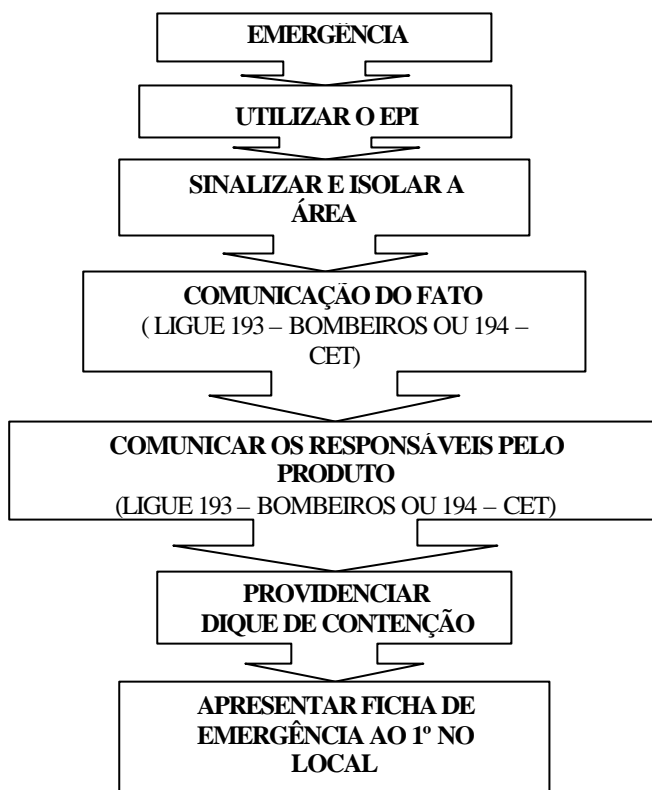 EMERGÊNCIA
UTILIZAR O EPI
SINALIZAR E ISOLAR A
ÁREA
COMUNICAÇÃO DO FATO
( LIGUE 193 – BOMBEIROS OU 194 –
CET)
COMUNICAR OS RESPONSÁVEIS PELO
PRODUTO
(LIGUE 193 – BOMBEIROS OU 194 – CET)
PROVIDENCIAR
DIQUE DE CONTENÇÃO
APRESENTAR FICHA DE
EMERGÊNCIA AO 1º NO
LOCAL